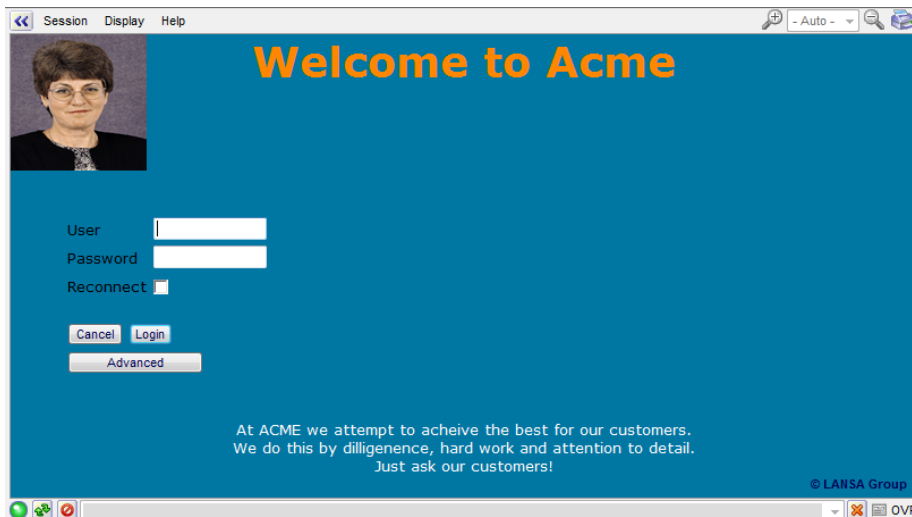 Session Display Help - Auto -
Welcome to Acme
User
Password
Reconnect
Cancel Login
Advanced
At ACME we attempt to acheive the best for our customers.
We do this by dilligenence, hard work and attention to detail.
Just ask our customers!
© LANSA Group
OVR